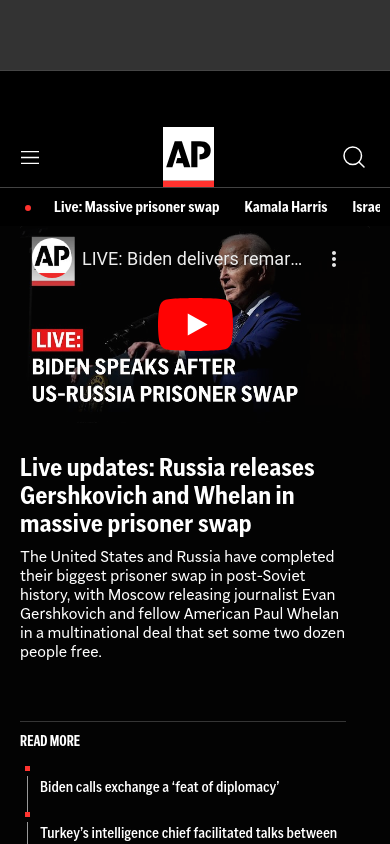 AP
Live: Massive prisoner swap Kamala Harris Israe
AP LIVE: Biden delivers remar...
LIVE:
BIDEN SPEAKS AFTER
US-RUSSIA PRISONER SWAP
Live updates: Russia releases
Gershkovich and Whelan in
massive prisoner swap
The United States and Russia have completed
their biggest prisoner swap in post-Soviet
history, with Moscow releasing journalist Evan
Gershkovich and fellow American Paul Whelan
in a multinational deal that set some two dozen
people free.
READ MORE
Biden calls exchange a ‘feat of diplomacy’
Turkey’s intelligence chief facilitated talks between